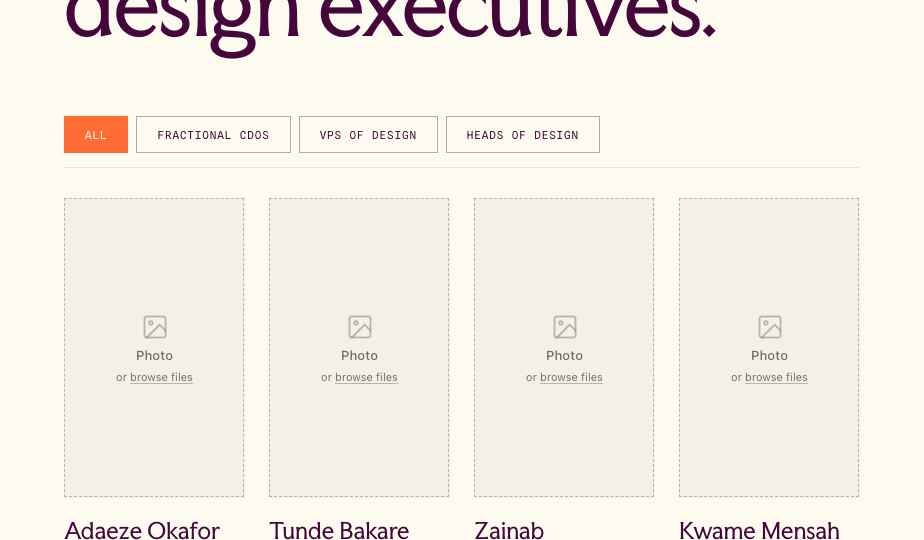 design executives.
ALL
FRACTIONAL CDOS
VPS OF DESIGN
HEADS OF DESIGN
Photo
or browse files
Photo
or browse files
Photo
or browse files
Photo
or browse files
Adaeze Okafor
Tunde Bakare
Zainab
Kwame Mensah